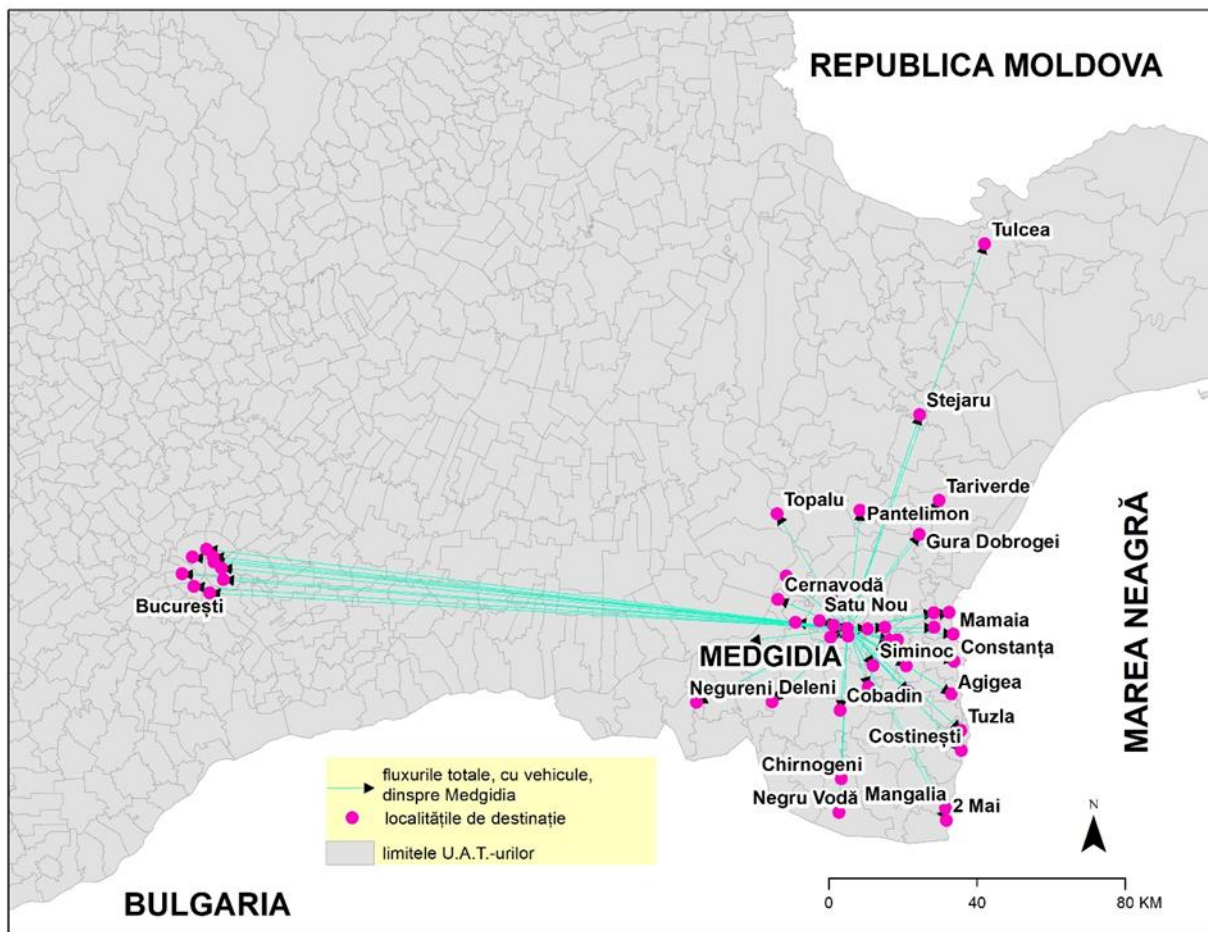 REPUBLICA MOLDOVA
Tulcea
Stejaru
Tariverde
Topalu
Pantelimon
Gura Dobrogei
MAREA NEAGRĂ
Cernavodă
Satu Nou
București
Mamaia
MEDGIDIA
Siminoc
Constanța
Negureni
Deleni
Cobadin
Agigea
Tuzla
Costinești
Chirnogeni
Negru Vodă
Mangalia
2 Mai
fluxurile totale, cu vehicule,
dinspre Medgidia
localitățile de destinație
limitele U.A.T.-urilor
N
BULGARIA
0 40 80 KM